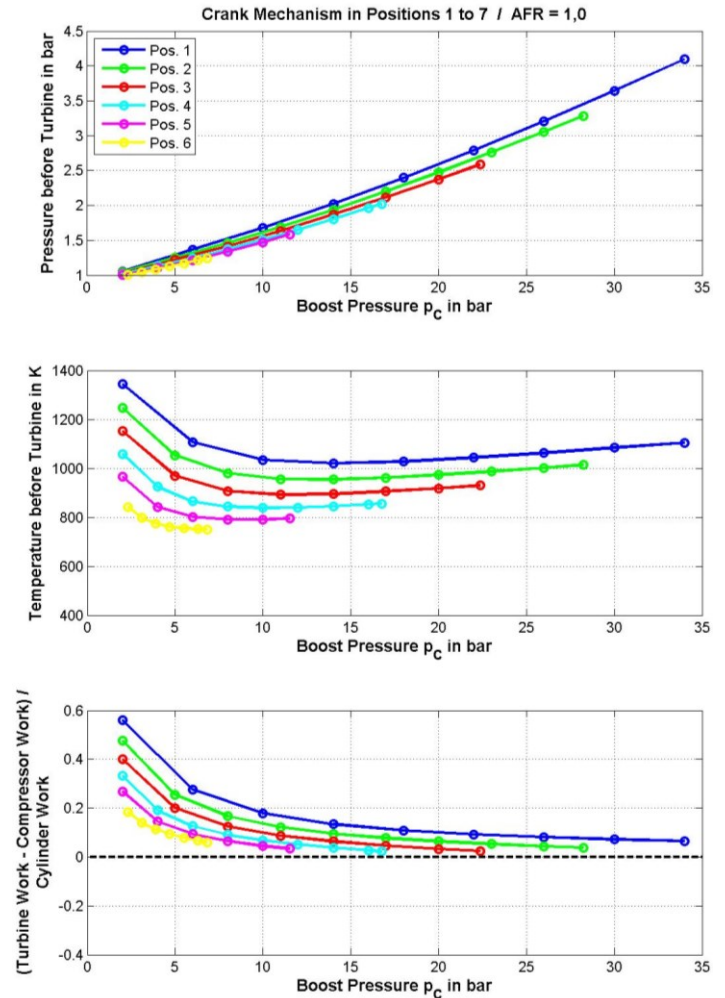 Crank Mechanism in Positions 1 to 7 / AFR = 1,0
Pressure before Turbine in bar
4.5
4
3.5
3
2.5
2
1.5
1
Pos. 1
Pos. 2
Pos. 3
Pos. 4
Pos. 5
Pos. 6
0 5 10 15 20 25 30 35
Boost Pressure pC in bar
Temperature before Turbine in K
1400
1200
1000
800
600
400
0 5 10 15 20 25 30 35
Boost Pressure pC in bar
(Turbine Work - Compressor Work) /
Cylinder Work
0.6
0.4
0.2
0
-0.2
-0.4
0 5 10 15 20 25 30 35
Boost Pressure pC in bar